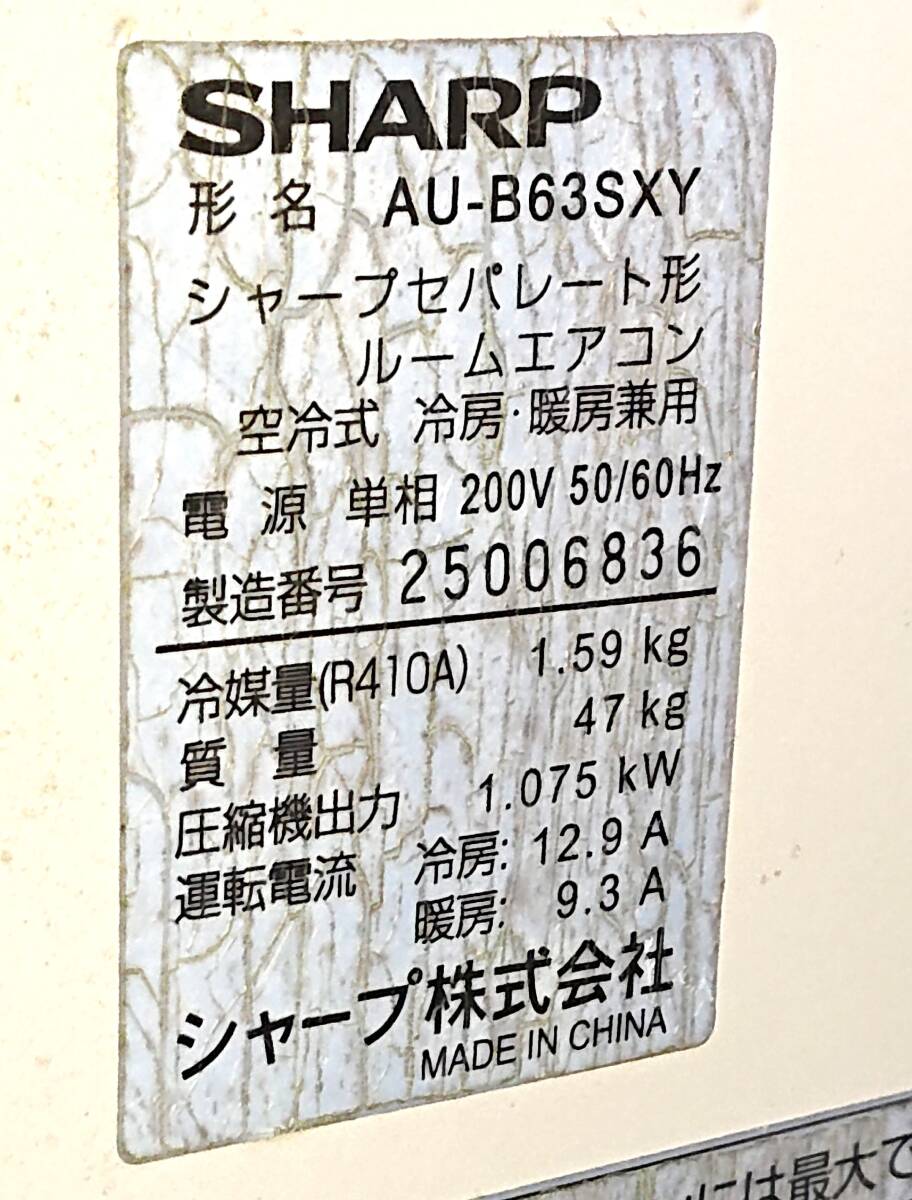 SHARP
形名 AU-B63SXY
シャープセパレート形
ルームエアコン
空冷式 冷房・暖房兼用
電源 単相 200V 50/60Hz
製造番号 25006836
冷媒量(R410A) 1.59 kg
質量 47 kg
圧縮機出力 1.075 kW
運転電流 冷房: 12.9 A
暖房: 9.3 A
シャープ株式会社
MADE IN CHINA
には最大で